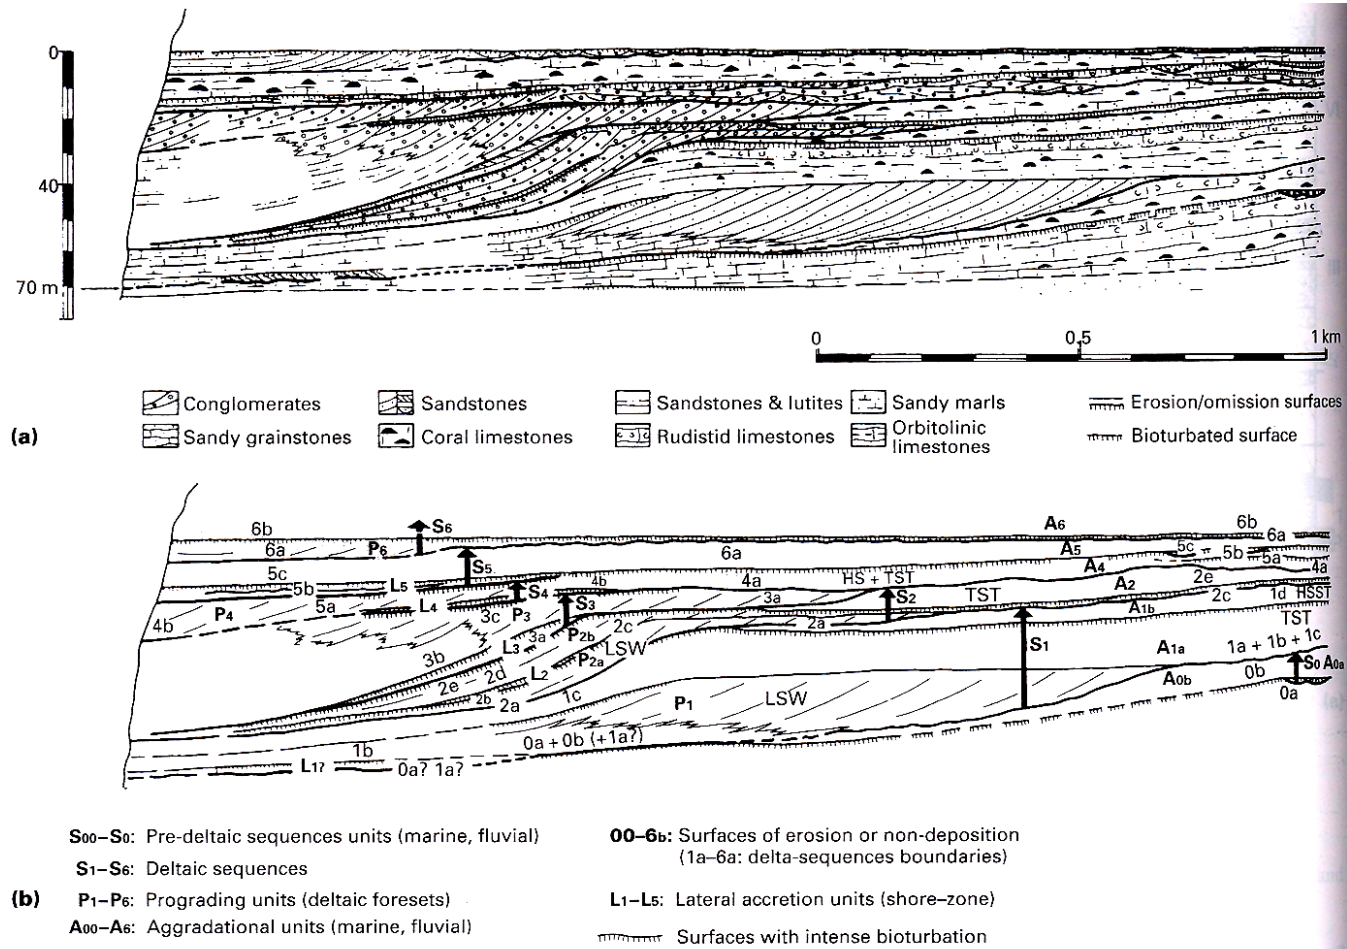 0
40
70 m
0
0,5
1 km
Conglomerates
Sandstones
Sandstones & lutites
Sandy marls
Erosion/omission surfaces
(a)
Sandy grainstones
Coral limestones
Rudistid limestones
Orbitolinic
limestones
Bioturbated surface
6b
S6
A6
6b
6a
P6
6a
A5
5c
5b
6a
5a
5c
S5
A4
4a
5b
L5
4b
4a
HS + TST
A2
2e
5a
L4
S4
3a
S2
TST
2c
1d
HSST
4b
P4
3c
P3
S3
2a
A1b
TST
3a
P2b
2c
L3
LSW
S1
1a + 1b + 1c
3b
2d
P2a
A1a
2e
L2
A0b
0b
S0 A0a
2b
2a
1c
P1
LSW
0a
0a + 0b (+1a?)
1b
L1?
0a? 1a?
S00–S0: Pre-deltaic sequences units (marine, fluvial)
S1–S6: Deltaic sequences
(b)
P1–P6: Prograding units (deltaic foresets)
A00–A6: Aggradational units (marine, fluvial)
00–6b: Surfaces of erosion or non-deposition
(1a–6a: delta-sequences boundaries)
L1–L5: Lateral accretion units (shore–zone)
Surfaces with intense bioturbation